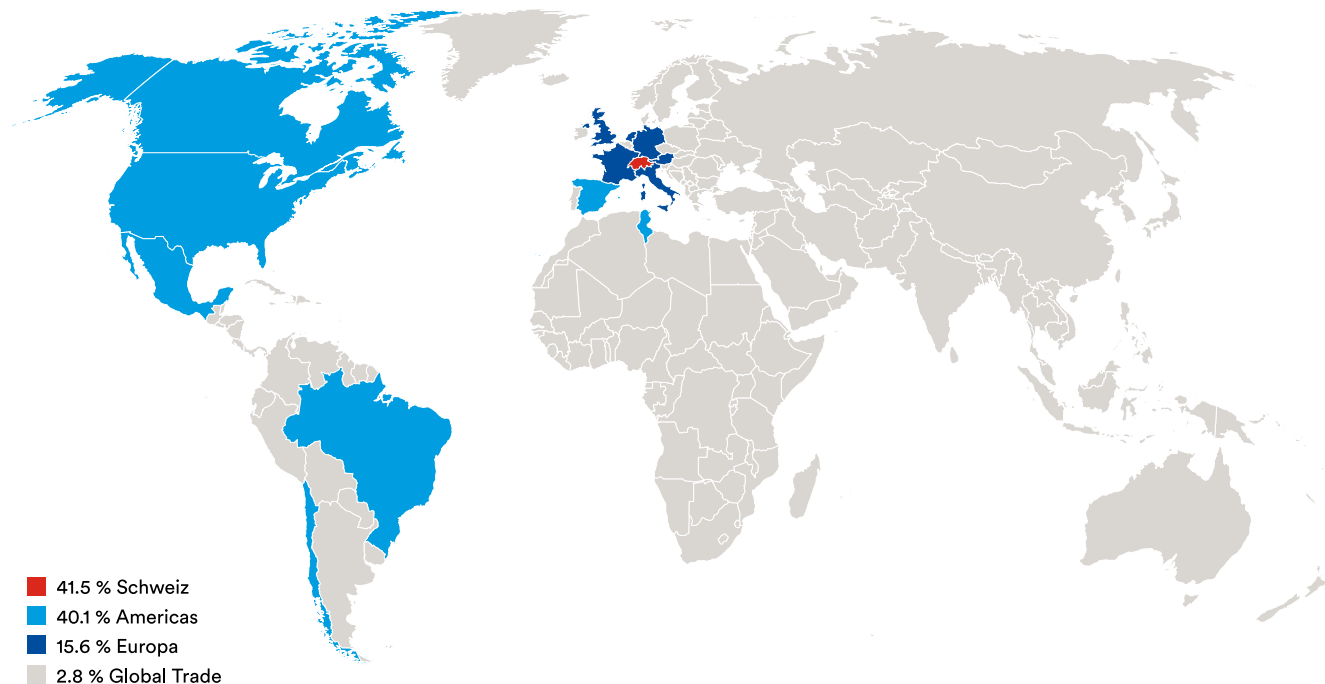 41.5 % Schweiz
40.1 % Americas
15.6 % Europa
2.8 % Global Trade